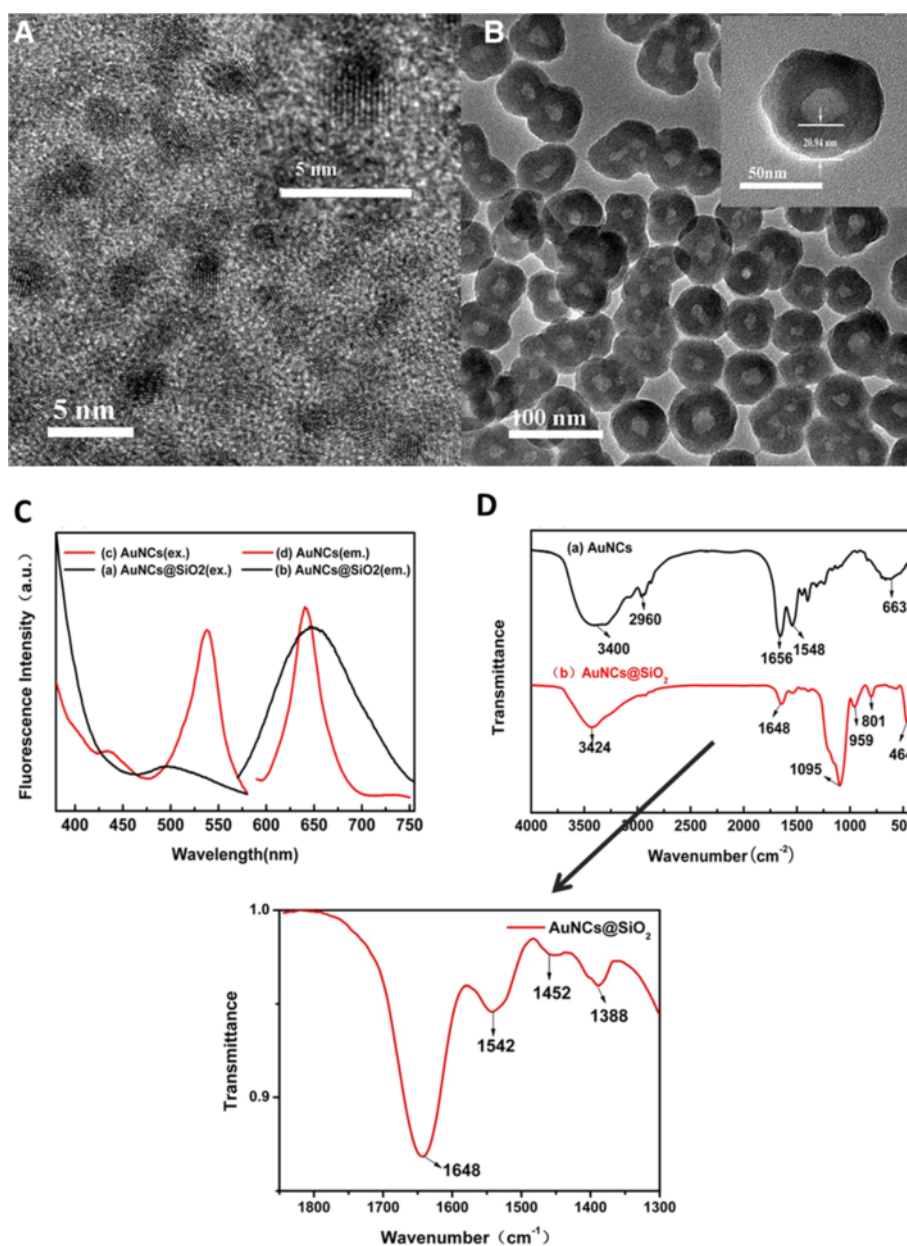 A
5 nm
5 nm
B
20.94 nm
50nm
100 nm
C
(c) AuNCs(ex.) (d) AuNCs(em.)
(a) AuNCs@SiO2(ex.) (b) AuNCs@SiO2(em.)
Fluorescence Intensity (a.u.)
400 450 500 550 600 650 700 750
Wavelength(nm)
D
(a) AuNCs
2960
3400
1656
1548
663
(b) AuNCs@SiO₂
3424
1648
1095
959
801
464
Transmittance
4000 3500 3000 2500 2000 1500 1000 500
Wavenumber(cm⁻²)
1.0
0.9
AuNCs@SiO₂
1452
1388
1542
1648
Transmittance
1800 1700 1600 1500 1400 1300
Wavenumber (cm⁻¹)